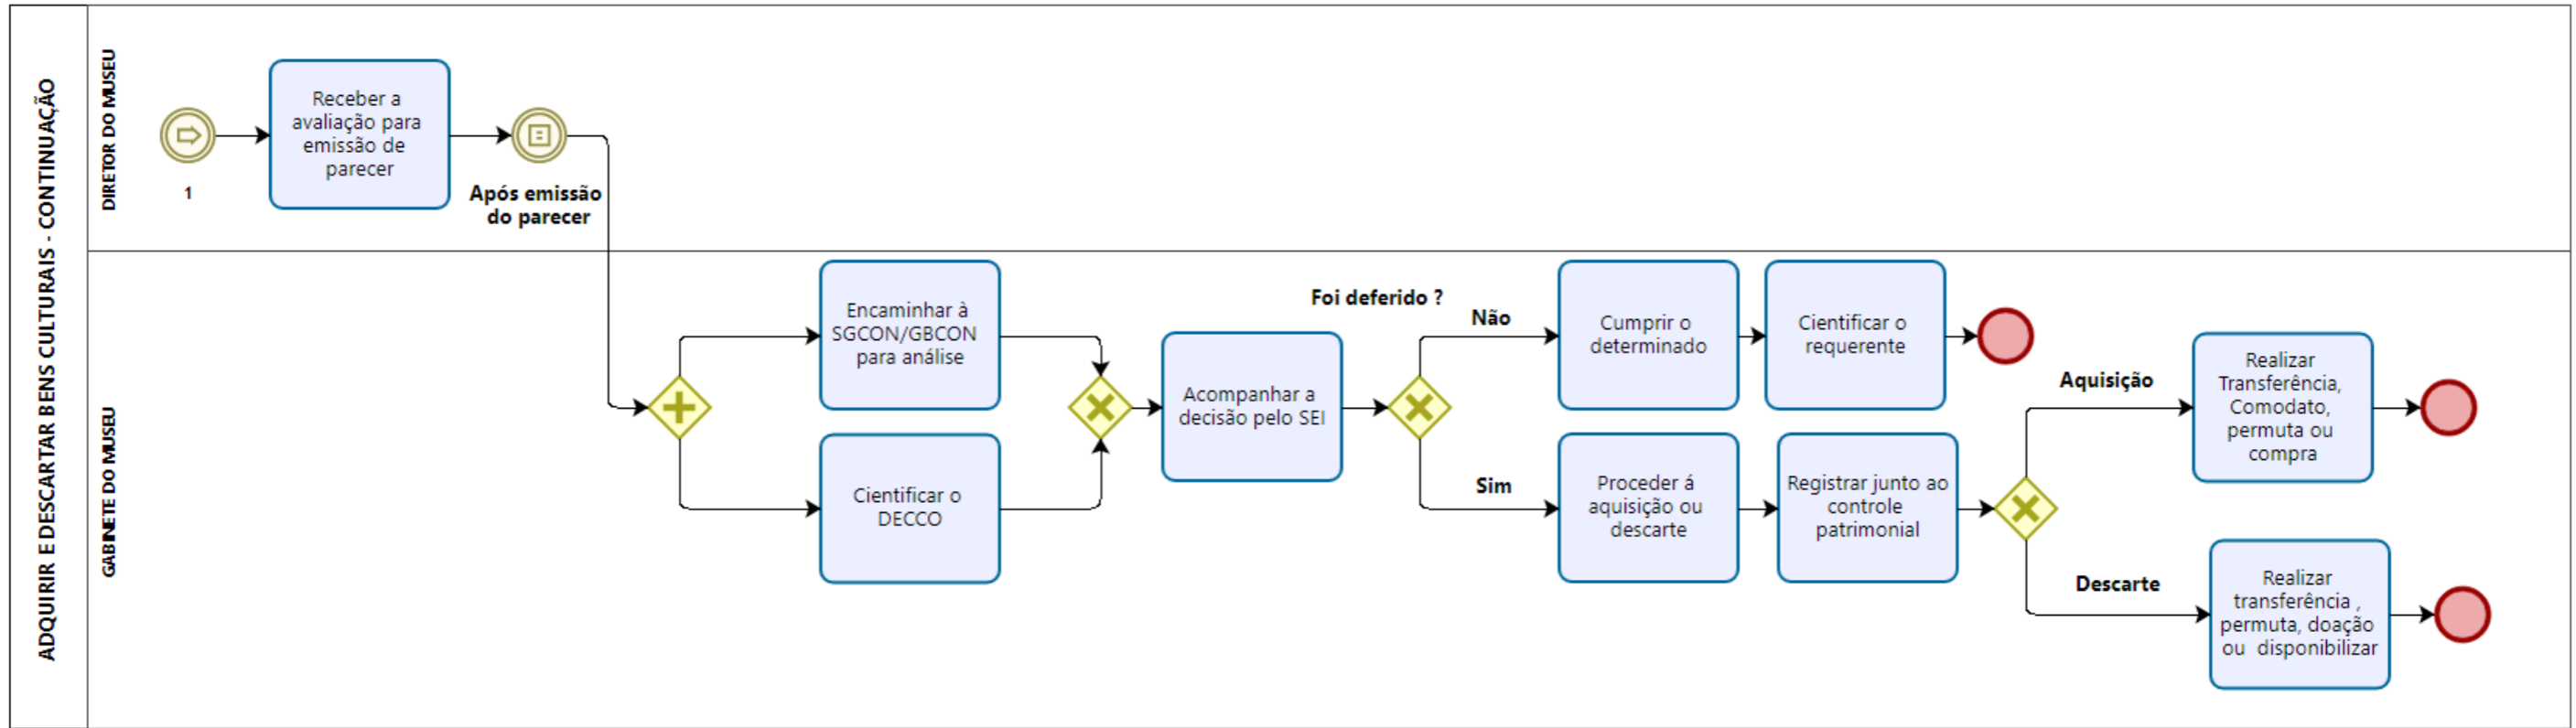 ADQUIRIR E DESCARTAR BENS CULTURAIS - CONTINUAÇÃO
DIRETOR DO MUSEU
1
Receber a
avaliação para
emissão de
parecer
Após emissão
do parecer
GABINETE DO MUSEU
Encaminhar à
SGCON/GBCON
para análise
Cientificar o
DECCO
Acompanhar a
decisão pelo SEI
Foi deferido ?
Não
Cumprir o
determinado
Cientificar o
requerente
Sim
Proceder á
aquisição ou
descarte
Registrar junto ao
controle
patrimonial
Aquisição
Realizar
Transferência,
Comodato,
permuta ou
compra
Descarte
Realizar
transferência ,
permuta, doação
ou disponibilizar